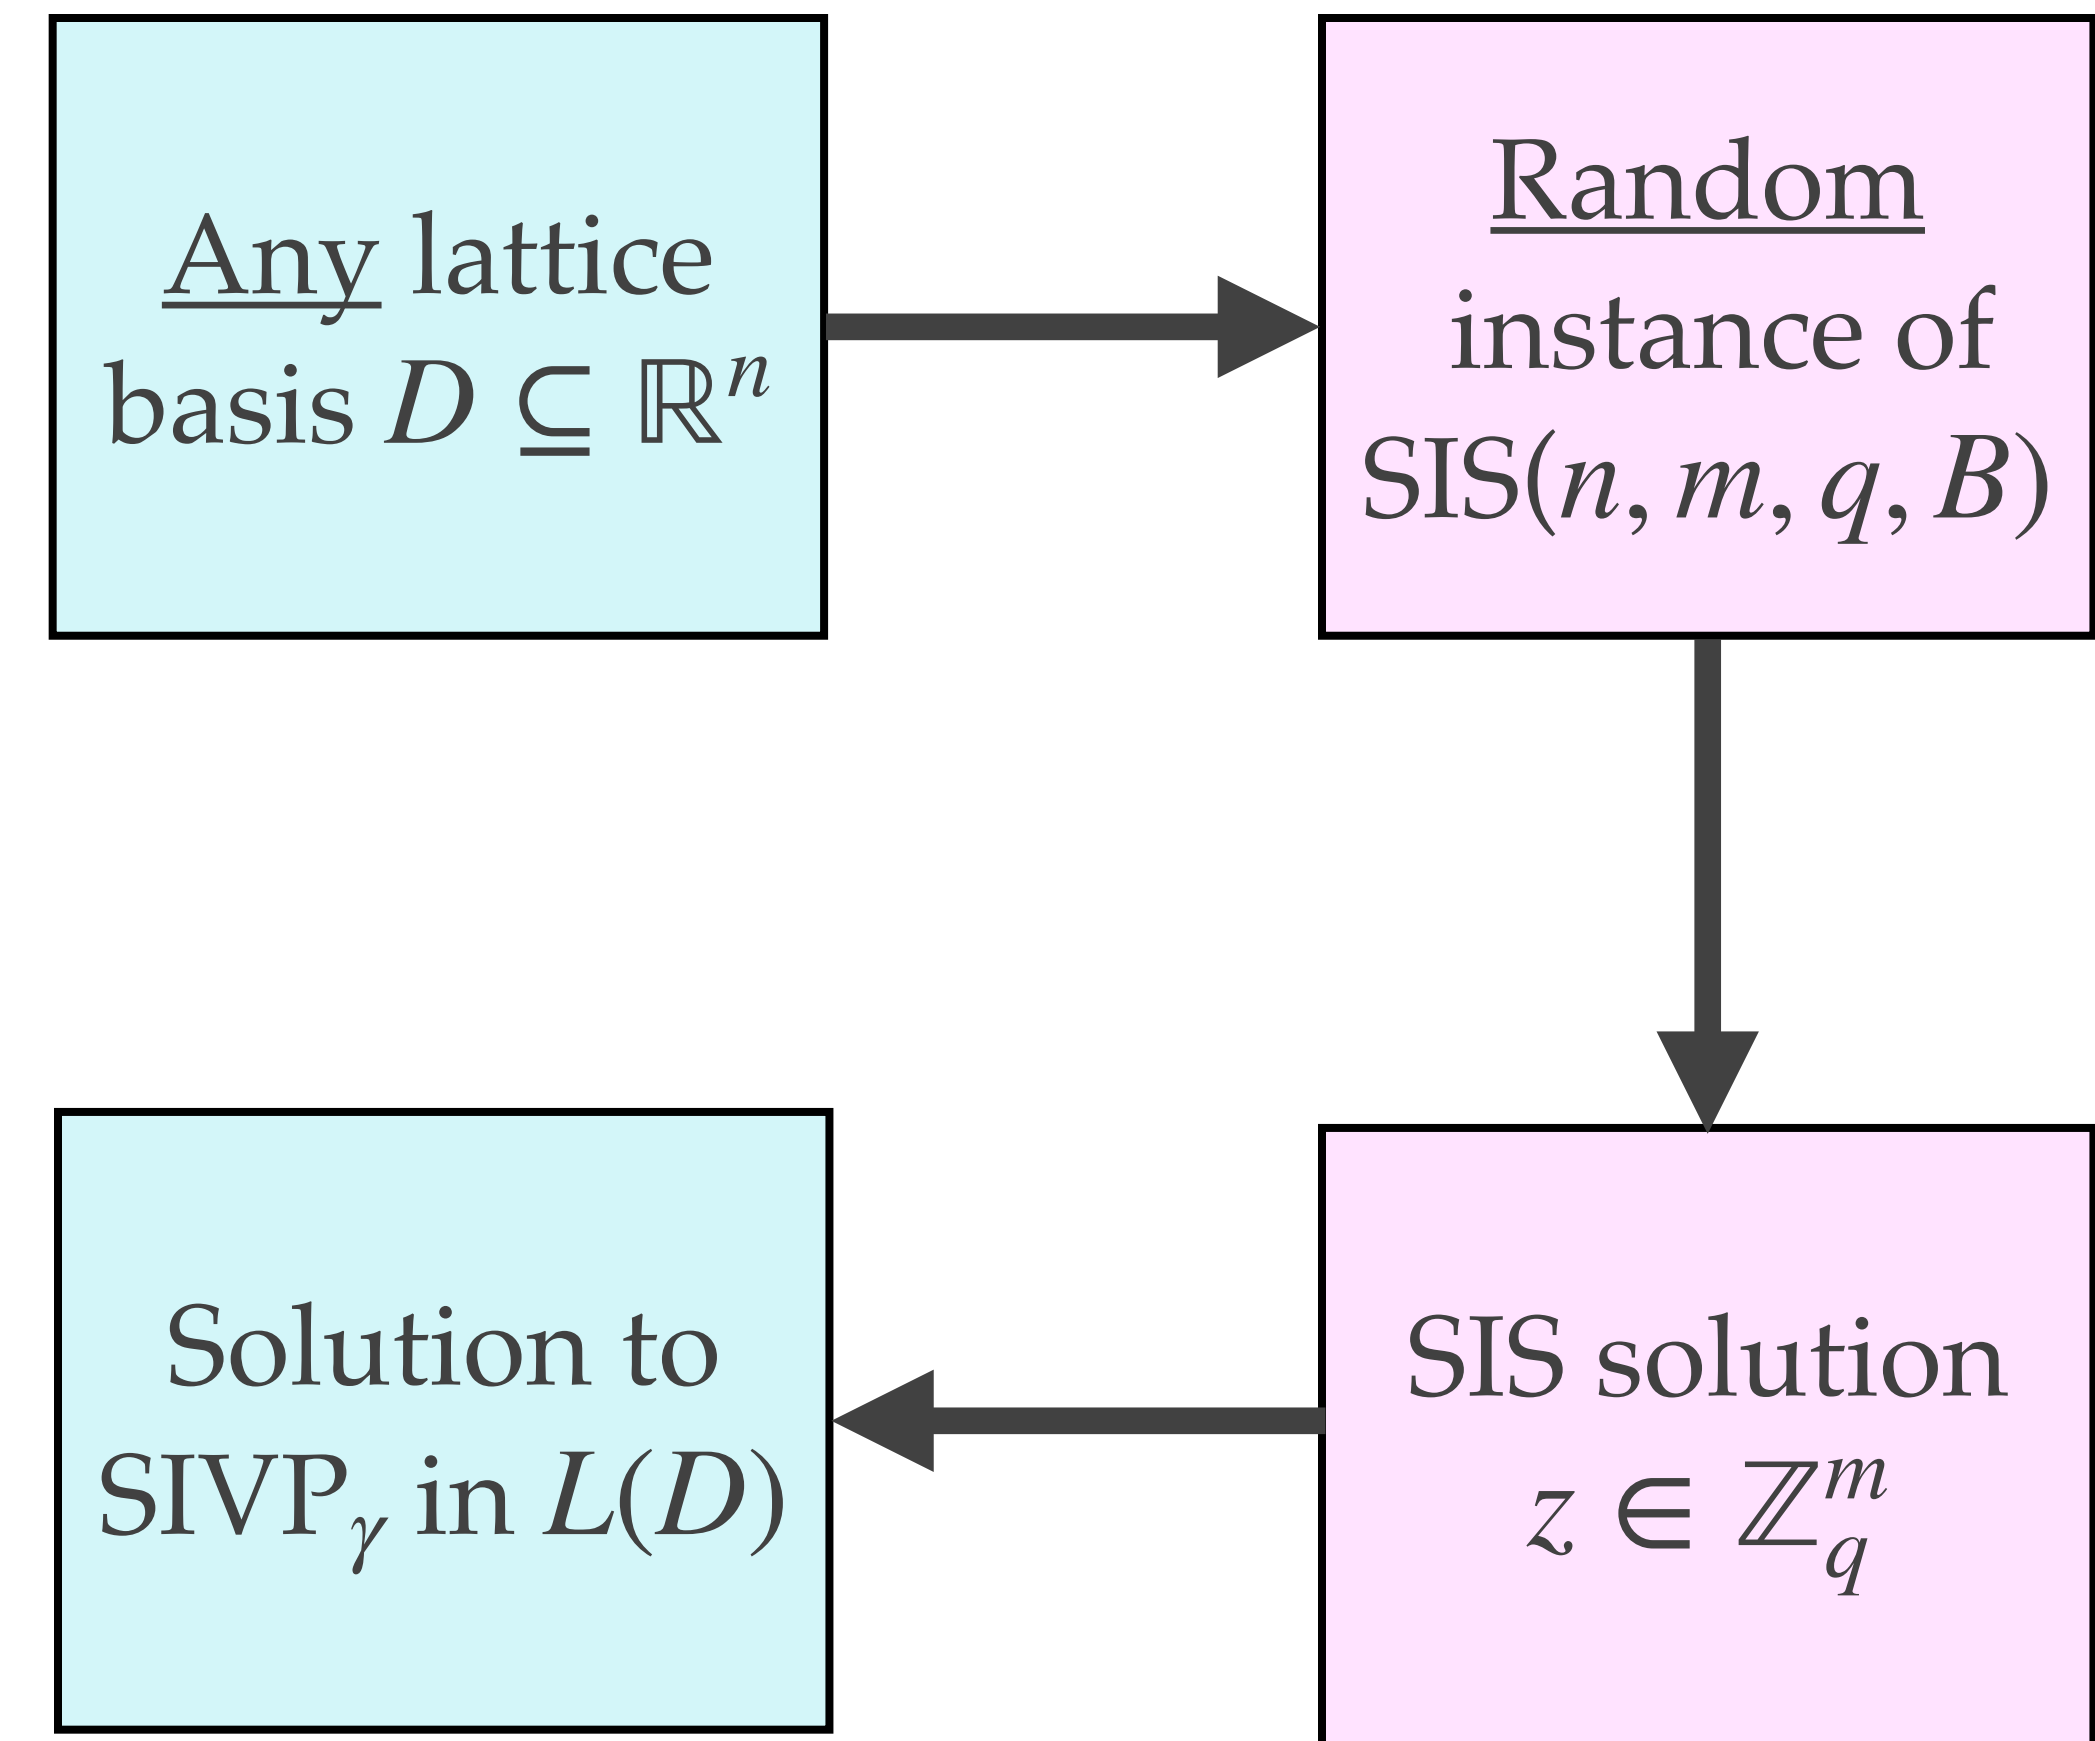 Any lattice
basis D ⊆ ℝⁿ
Random
instance of
SIS(n, m, q, B)
SIS solution
z ∈ ℤ_q^m
Solution to
SIVP_γ in L(D)